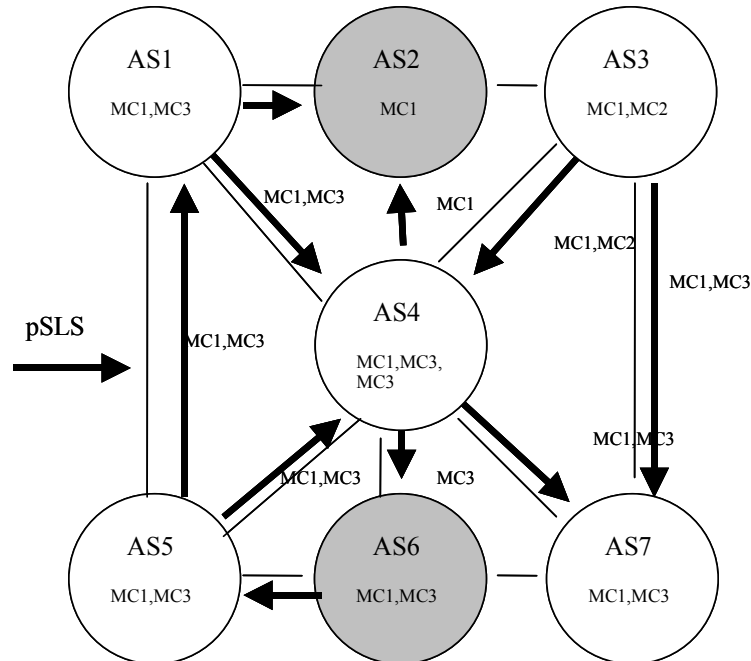 AS1
MC1,MC3
AS2
MC1
AS3
MC1,MC2
MC1,MC3
MC1
MC1,MC2
MC1,MC3
AS4
MC1,MC3,
MC3
pSLS
MC1,MC3
MC1,MC3
MC3
MC1,MC3
AS5
MC1,MC3
AS6
MC1,MC3
AS7
MC1,MC3